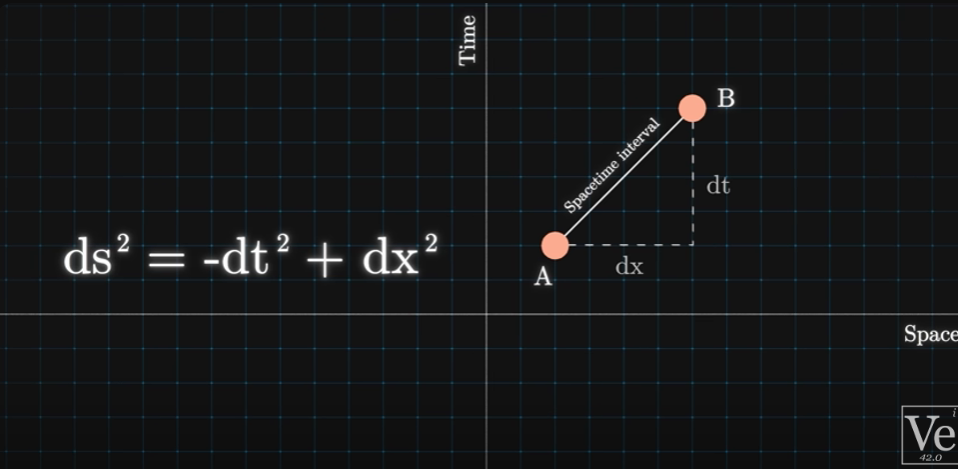 Time
B
Spacetime interval
dt
ds² = -dt² + dx²
dx
A
Space
i
Ve
42.0